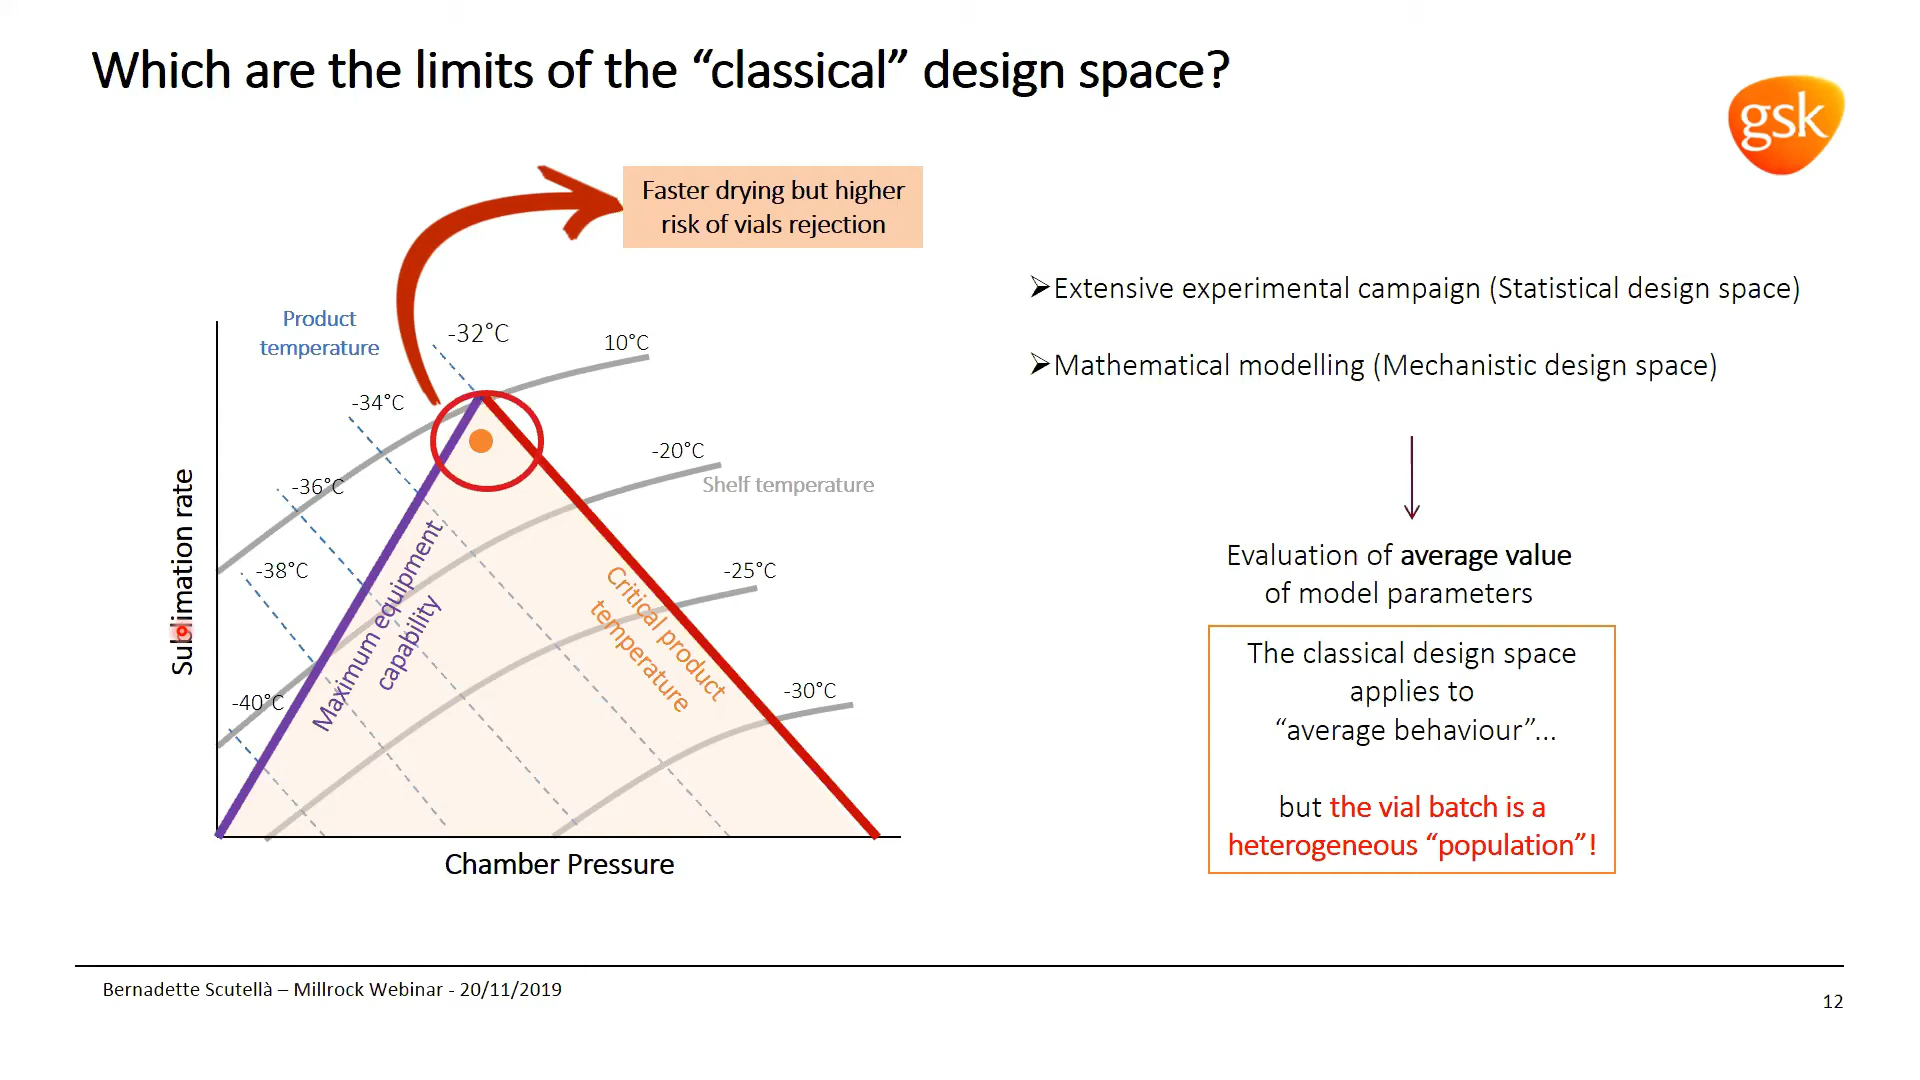 Which are the limits of the “classical” design space?
gsk
Faster drying but higher
risk of vials rejection
Product
temperature
-32°C
10°C
-34°C
-20°C
Shelf temperature
-36°C
-38°C
-25°C
-40°C
-30°C
Maximum equipment
capability
Critical product
temperature
Sublimation rate
Chamber Pressure
➢Extensive experimental campaign (Statistical design space)
➢Mathematical modelling (Mechanistic design space)
Evaluation of average value
of model parameters
The classical design space
applies to
“average behaviour”...
but the vial batch is a
heterogeneous “population”!
Bernadette Scutellà – Millrock Webinar - 20/11/2019
12